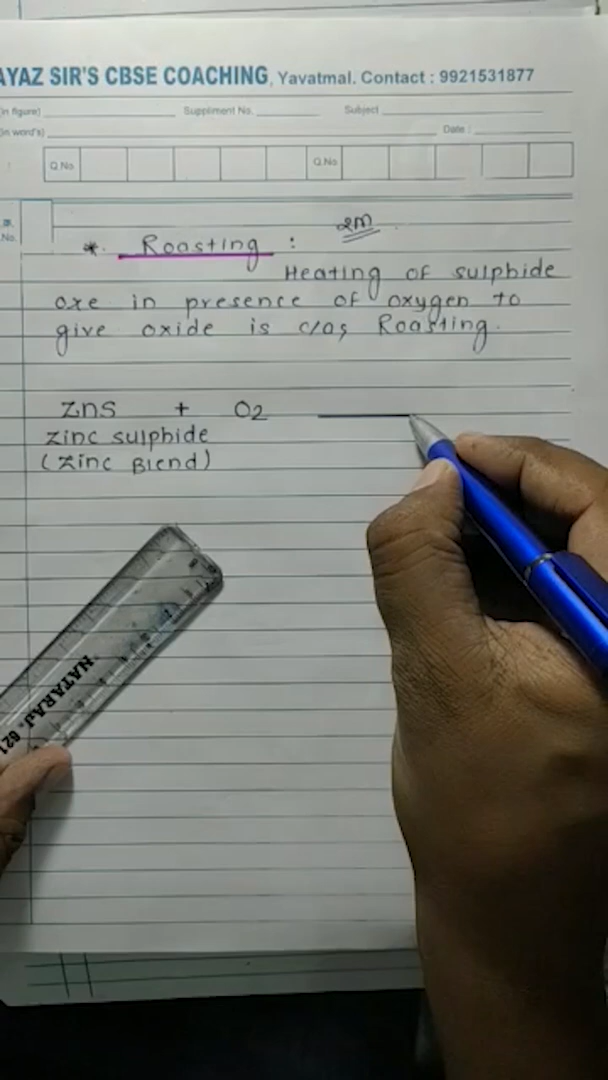 AYAZ SIR'S CBSE COACHING, Yavatmal. Contact : 9921531877
(in figure) Suppliment No. Subject
(in word's) Date :
Q.No Q.No
No.
2m
*. Roasting :
Heating of sulphide
ore in presence of oxygen to
give oxide is c/as Roasting.
ZnS + O2
Zinc sulphide
(Zinc Blend)
NATARAJ. 621